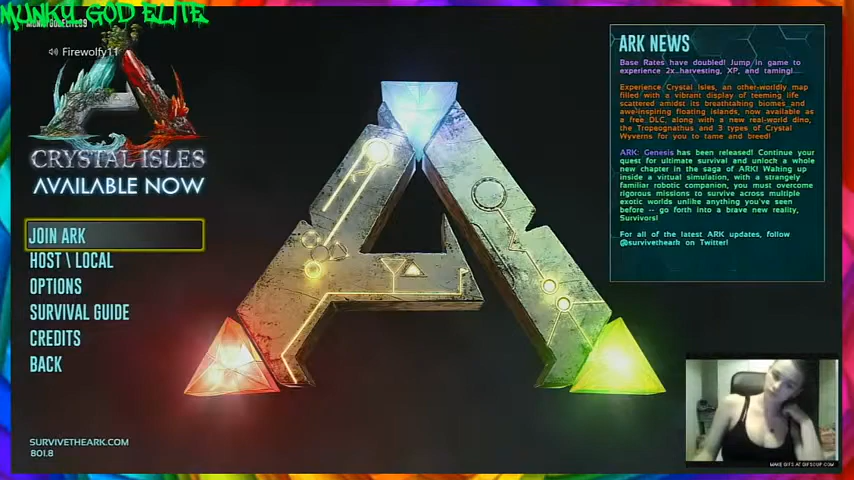 MUNKY GOD ELITE
Firewolfy11
CRYSTAL ISLES
AVAILABLE NOW
JOIN ARK
HOST \ LOCAL
OPTIONS
SURVIVAL GUIDE
CREDITS
BACK
SURVIVETHEARK.COM
801.8
ARK NEWS
Base Rates have doubled! Jump in game to
experience 2x harvesting, XP, and taming!
Experience Crystal Isles, an other-worldly map
filled with a vibrant display of teeming life
scattered amidst its breathtaking biomes and
awe-inspiring floating islands, now available as
a free DLC, along with a new real-world dino,
the Tropeognathus and 3 types of Crystal
Wyverns for you to tame and breed!
ARK: Genesis has been released! Continue your
quest for ultimate survival and unlock a whole
new chapter in the saga of ARK! Waking up
inside a virtual simulation, with a strangely
familiar robotic companion, you must overcome
rigorous missions to survive across multiple
exotic worlds unlike anything you've seen
before -- go forth into a brave new reality,
Survivors!
For all of the latest ARK updates, follow
@survivetheark on Twitter!
MAKE GIFS AT GIFSOUP.COM